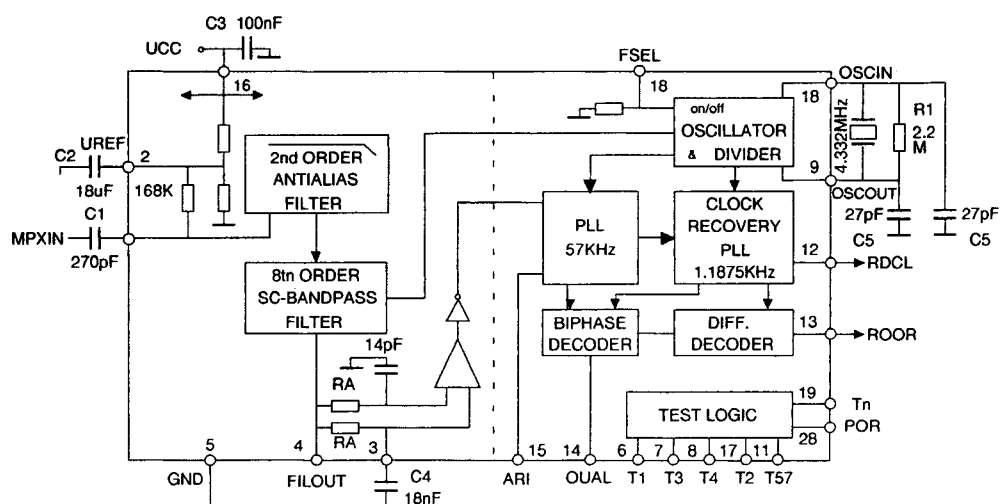 C3 100nF
UCC
FSEL
16
18
OSCIN
18
on/off
OSCILLATOR
& DIVIDER
4.332MHz
R1
2.2
M
UREF
C2
2
18uF
168K
2nd ORDER
ANTIALIAS
FILTER
9
OSCOUT
C1
MPXIN
270pF
PLL
57KHz
CLOCK
RECOVERY
PLL
1.1875KHz
27pF
C5
27pF
C5
12
RDCL
8tn ORDER
SC-BANDPASS
FILTER
14pF
BIPHASE
DECODER
DIFF.
DECODER
13
ROOR
RA
RA
TEST LOGIC
19
Tn
POR
28
5
4
3
15
14
6
7
8
17
11
GND
FILOUT
C4
18nF
ARI
OUAL
T1
T3
T4
T2
T57